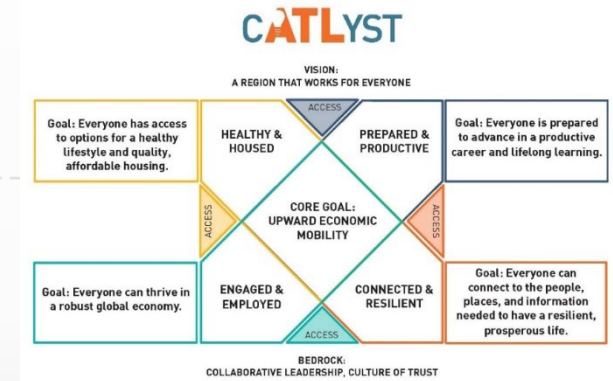 CATLYST
VISION:
A REGION THAT WORKS FOR EVERYONE
Goal: Everyone has access
to options for a healthy
lifestyle and quality,
affordable housing.
HEALTHY &
HOUSED
ACCESS
PREPARED &
PRODUCTIVE
Goal: Everyone is prepared
to advance in a productive
career and lifelong learning.
ACCESS
CORE GOAL:
UPWARD ECONOMIC
MOBILITY
ACCESS
Goal: Everyone can thrive in
a robust global economy.
ENGAGED &
EMPLOYED
ACCESS
CONNECTED &
RESILIENT
Goal: Everyone can
connect to the people,
places, and information
needed to have a resilient,
prosperous life.
BEDROCK:
COLLABORATIVE LEADERSHIP, CULTURE OF TRUST